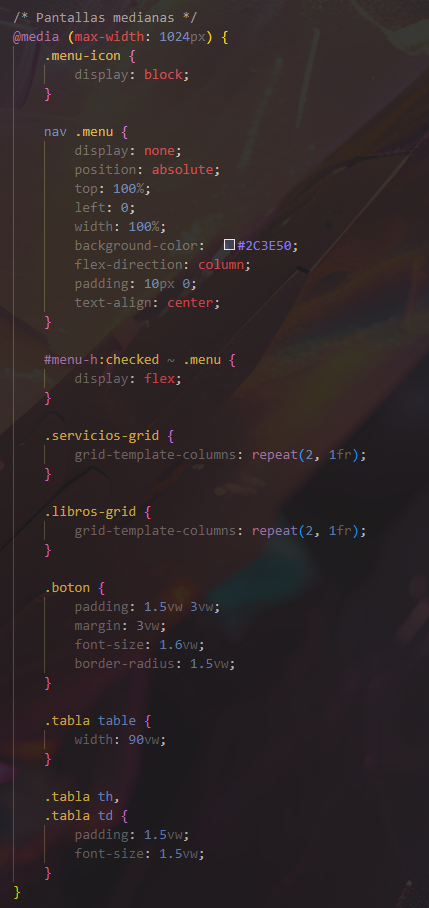 /* Pantallas medianas */
@media (max-width: 1024px) {
    .menu-icon {
        display: block;
    }

    nav .menu {
        display: none;
        position: absolute;
        top: 100%;
        left: 0;
        width: 100%;
        background-color:  #2C3E50;
        flex-direction: column;
        padding: 10px 0;
        text-align: center;
    }

    #menu-h:checked ~ .menu {
        display: flex;
    }

    .servicios-grid {
        grid-template-columns: repeat(2, 1fr);
    }

    .libros-grid {
        grid-template-columns: repeat(2, 1fr);
    }

    .boton {
        padding: 1.5vw 3vw;
        margin: 3vw;
        font-size: 1.6vw;
        border-radius: 1.5vw;
    }

    .tabla table {
        width: 90vw;
    }

    .tabla th,
    .tabla td {
        padding: 1.5vw;
        font-size: 1.5vw;
    }
}